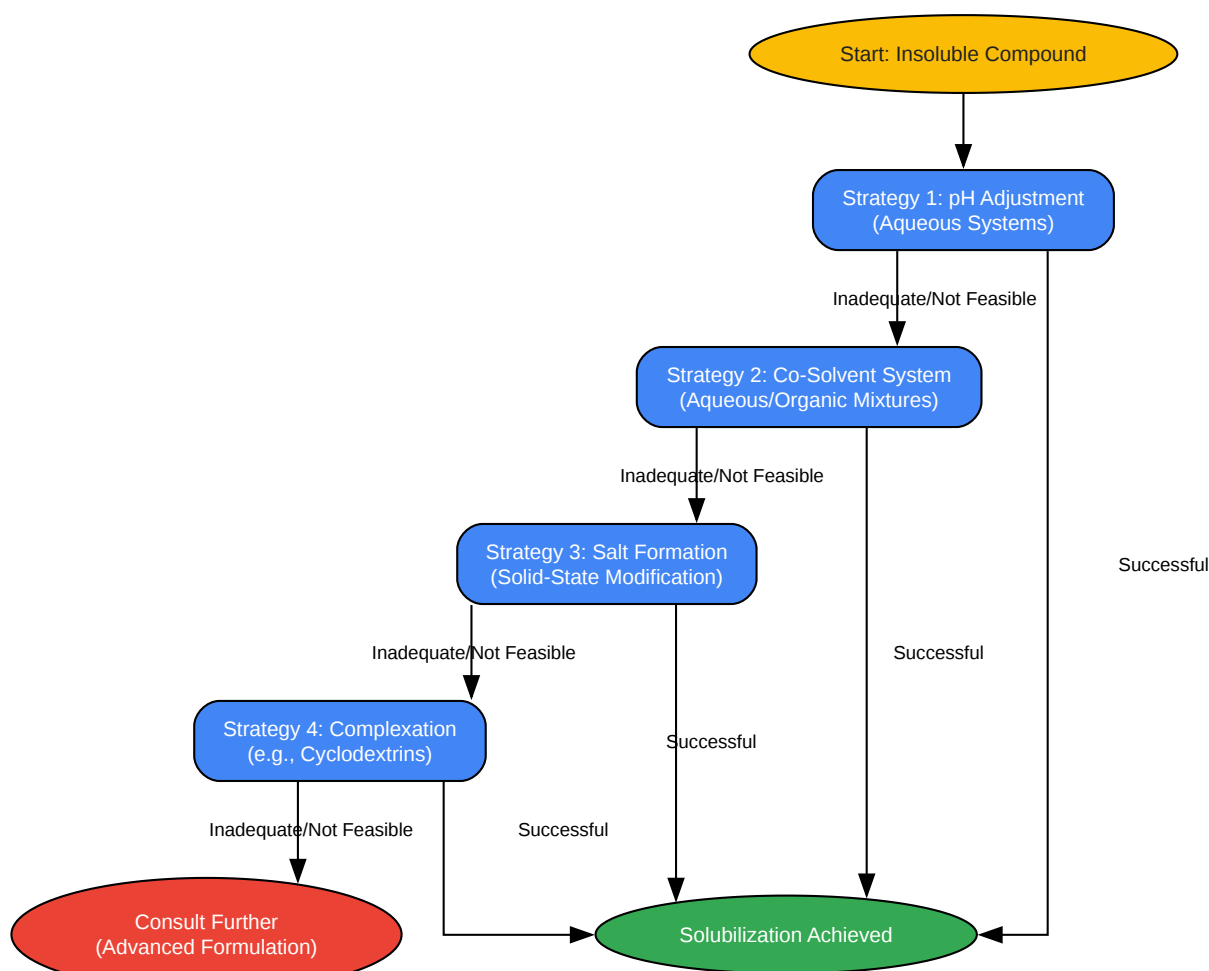 Start: Insoluble Compound
Strategy 1: pH Adjustment
(Aqueous Systems)
Inadequate/Not Feasible
Strategy 2: Co-Solvent System
(Aqueous/Organic Mixtures)
Inadequate/Not Feasible
Strategy 3: Salt Formation
(Solid-State Modification)
Successful
Inadequate/Not Feasible
Successful
Strategy 4: Complexation
(e.g., Cyclodextrins)
Successful
Inadequate/Not Feasible
Successful
Consult Further
(Advanced Formulation)
Solubilization Achieved